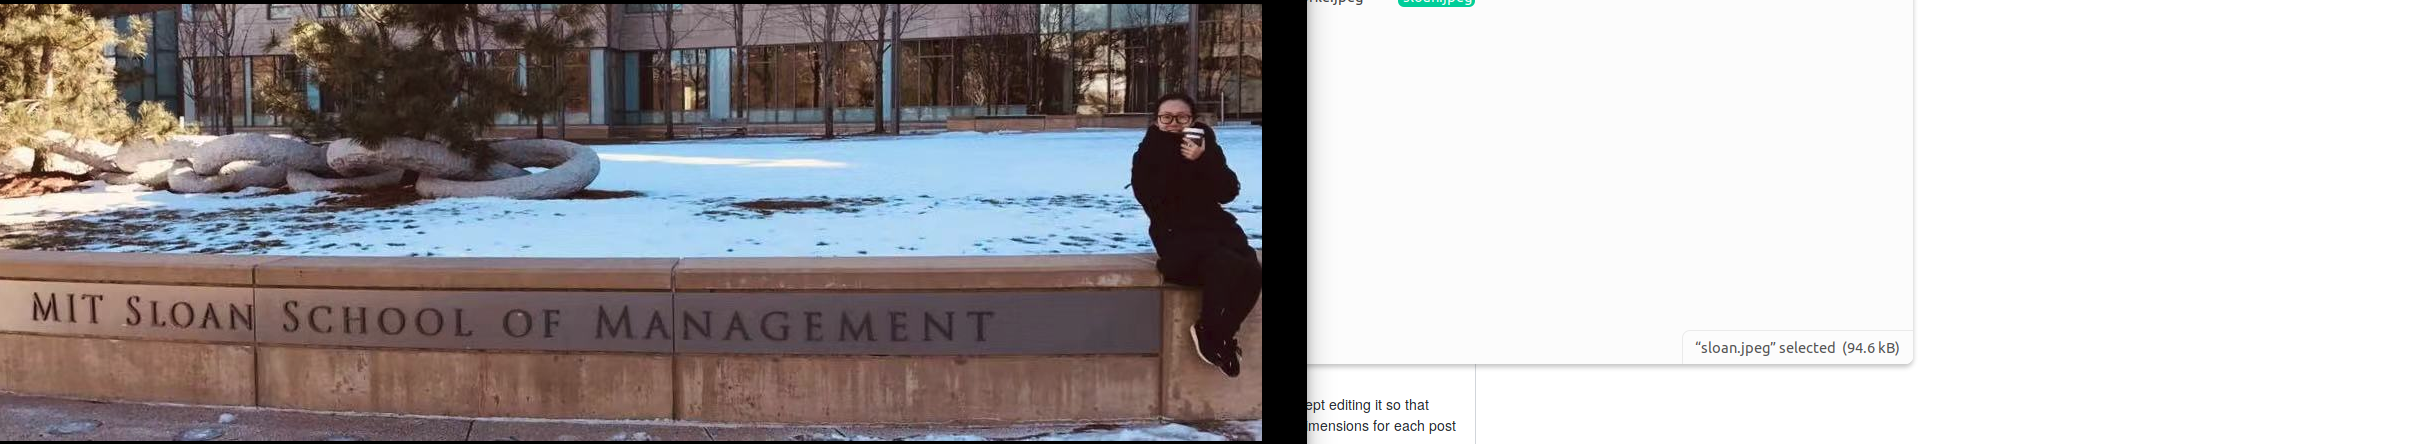 sloan.jpeg
MIT SLOAN SCHOOL OF MANAGEMENT
“sloan.jpeg” selected (94.6 kB)
ept editing it so that
mensions for each post